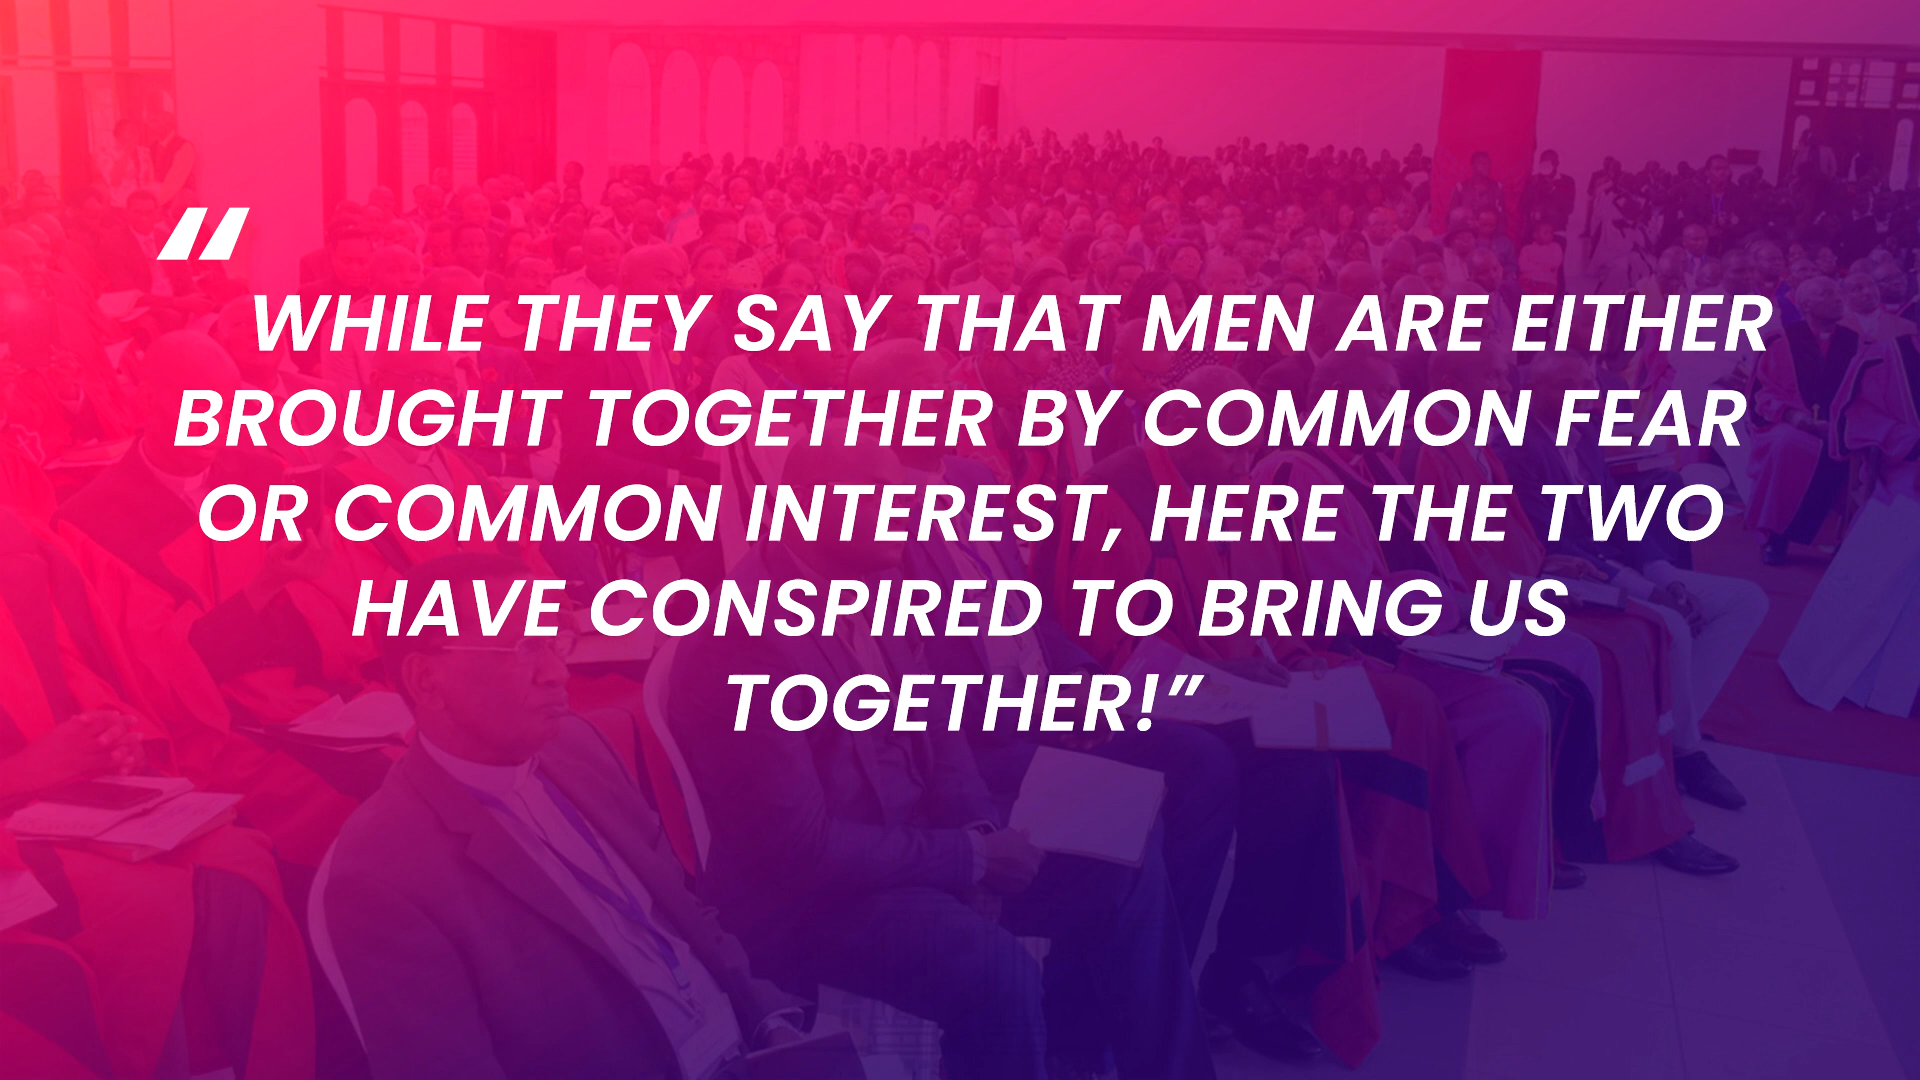 “
WHILE THEY SAY THAT MEN ARE EITHER
BROUGHT TOGETHER BY COMMON FEAR
OR COMMON INTEREST, HERE THE TWO
HAVE CONSPIRED TO BRING US
TOGETHER!”